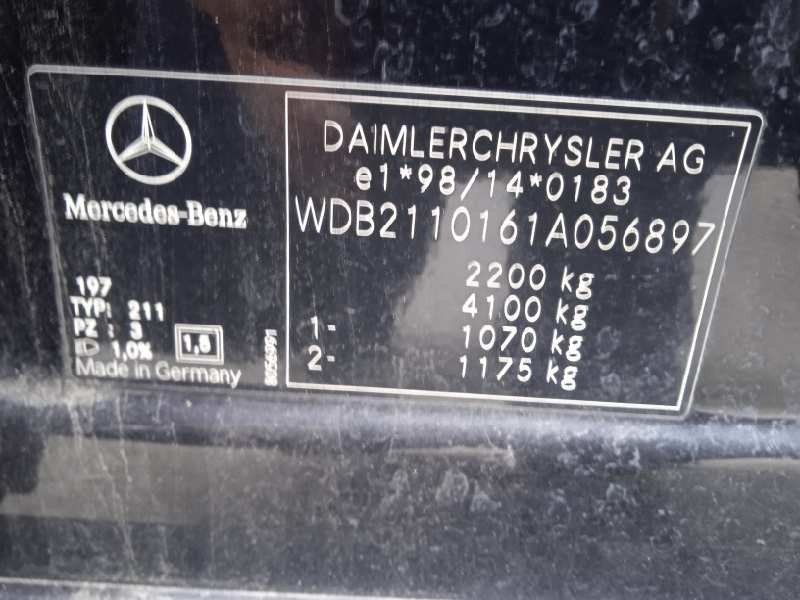 Mercedes-Benz
197
TYP: 211
PZ : 3
1,0%
1,8
Made in Germany
DAIMLERCHRYSLER AG
e1*98/14*0183
WDB2110161A056897
2200 kg
4100 kg
1- 1070 kg
2- 1175 kg